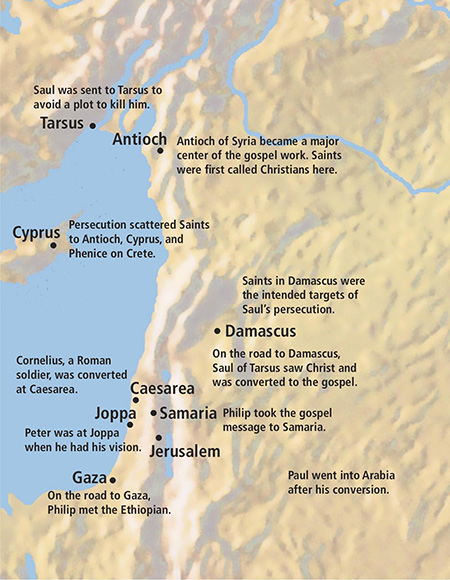 Saul was sent to Tarsus to
avoid a plot to kill him.
Tarsus
Antioch
Antioch of Syria became a major
center of the gospel work. Saints
were first called Christians here.
Cyprus
Persecution scattered Saints
to Antioch, Cyprus, and
Phenice on Crete.
Saints in Damascus were
the intended targets of
Saul's persecution.
Damascus
On the road to Damascus,
Saul of Tarsus saw Christ and
was converted to the gospel.
Cornelius, a Roman
soldier, was converted
at Caesarea.
Caesarea
Joppa
Samaria
Philip took the gospel
message to Samaria.
Peter was at Joppa
when he had his vision.
Jerusalem
Gaza
On the road to Gaza,
Philip met the Ethiopian.
Paul went into Arabia
after his conversion.